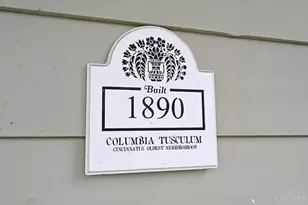 Built
1890
COLUMBIA TUSCULUM
CINCINNATI'S OLDEST NEIGHBORHOOD